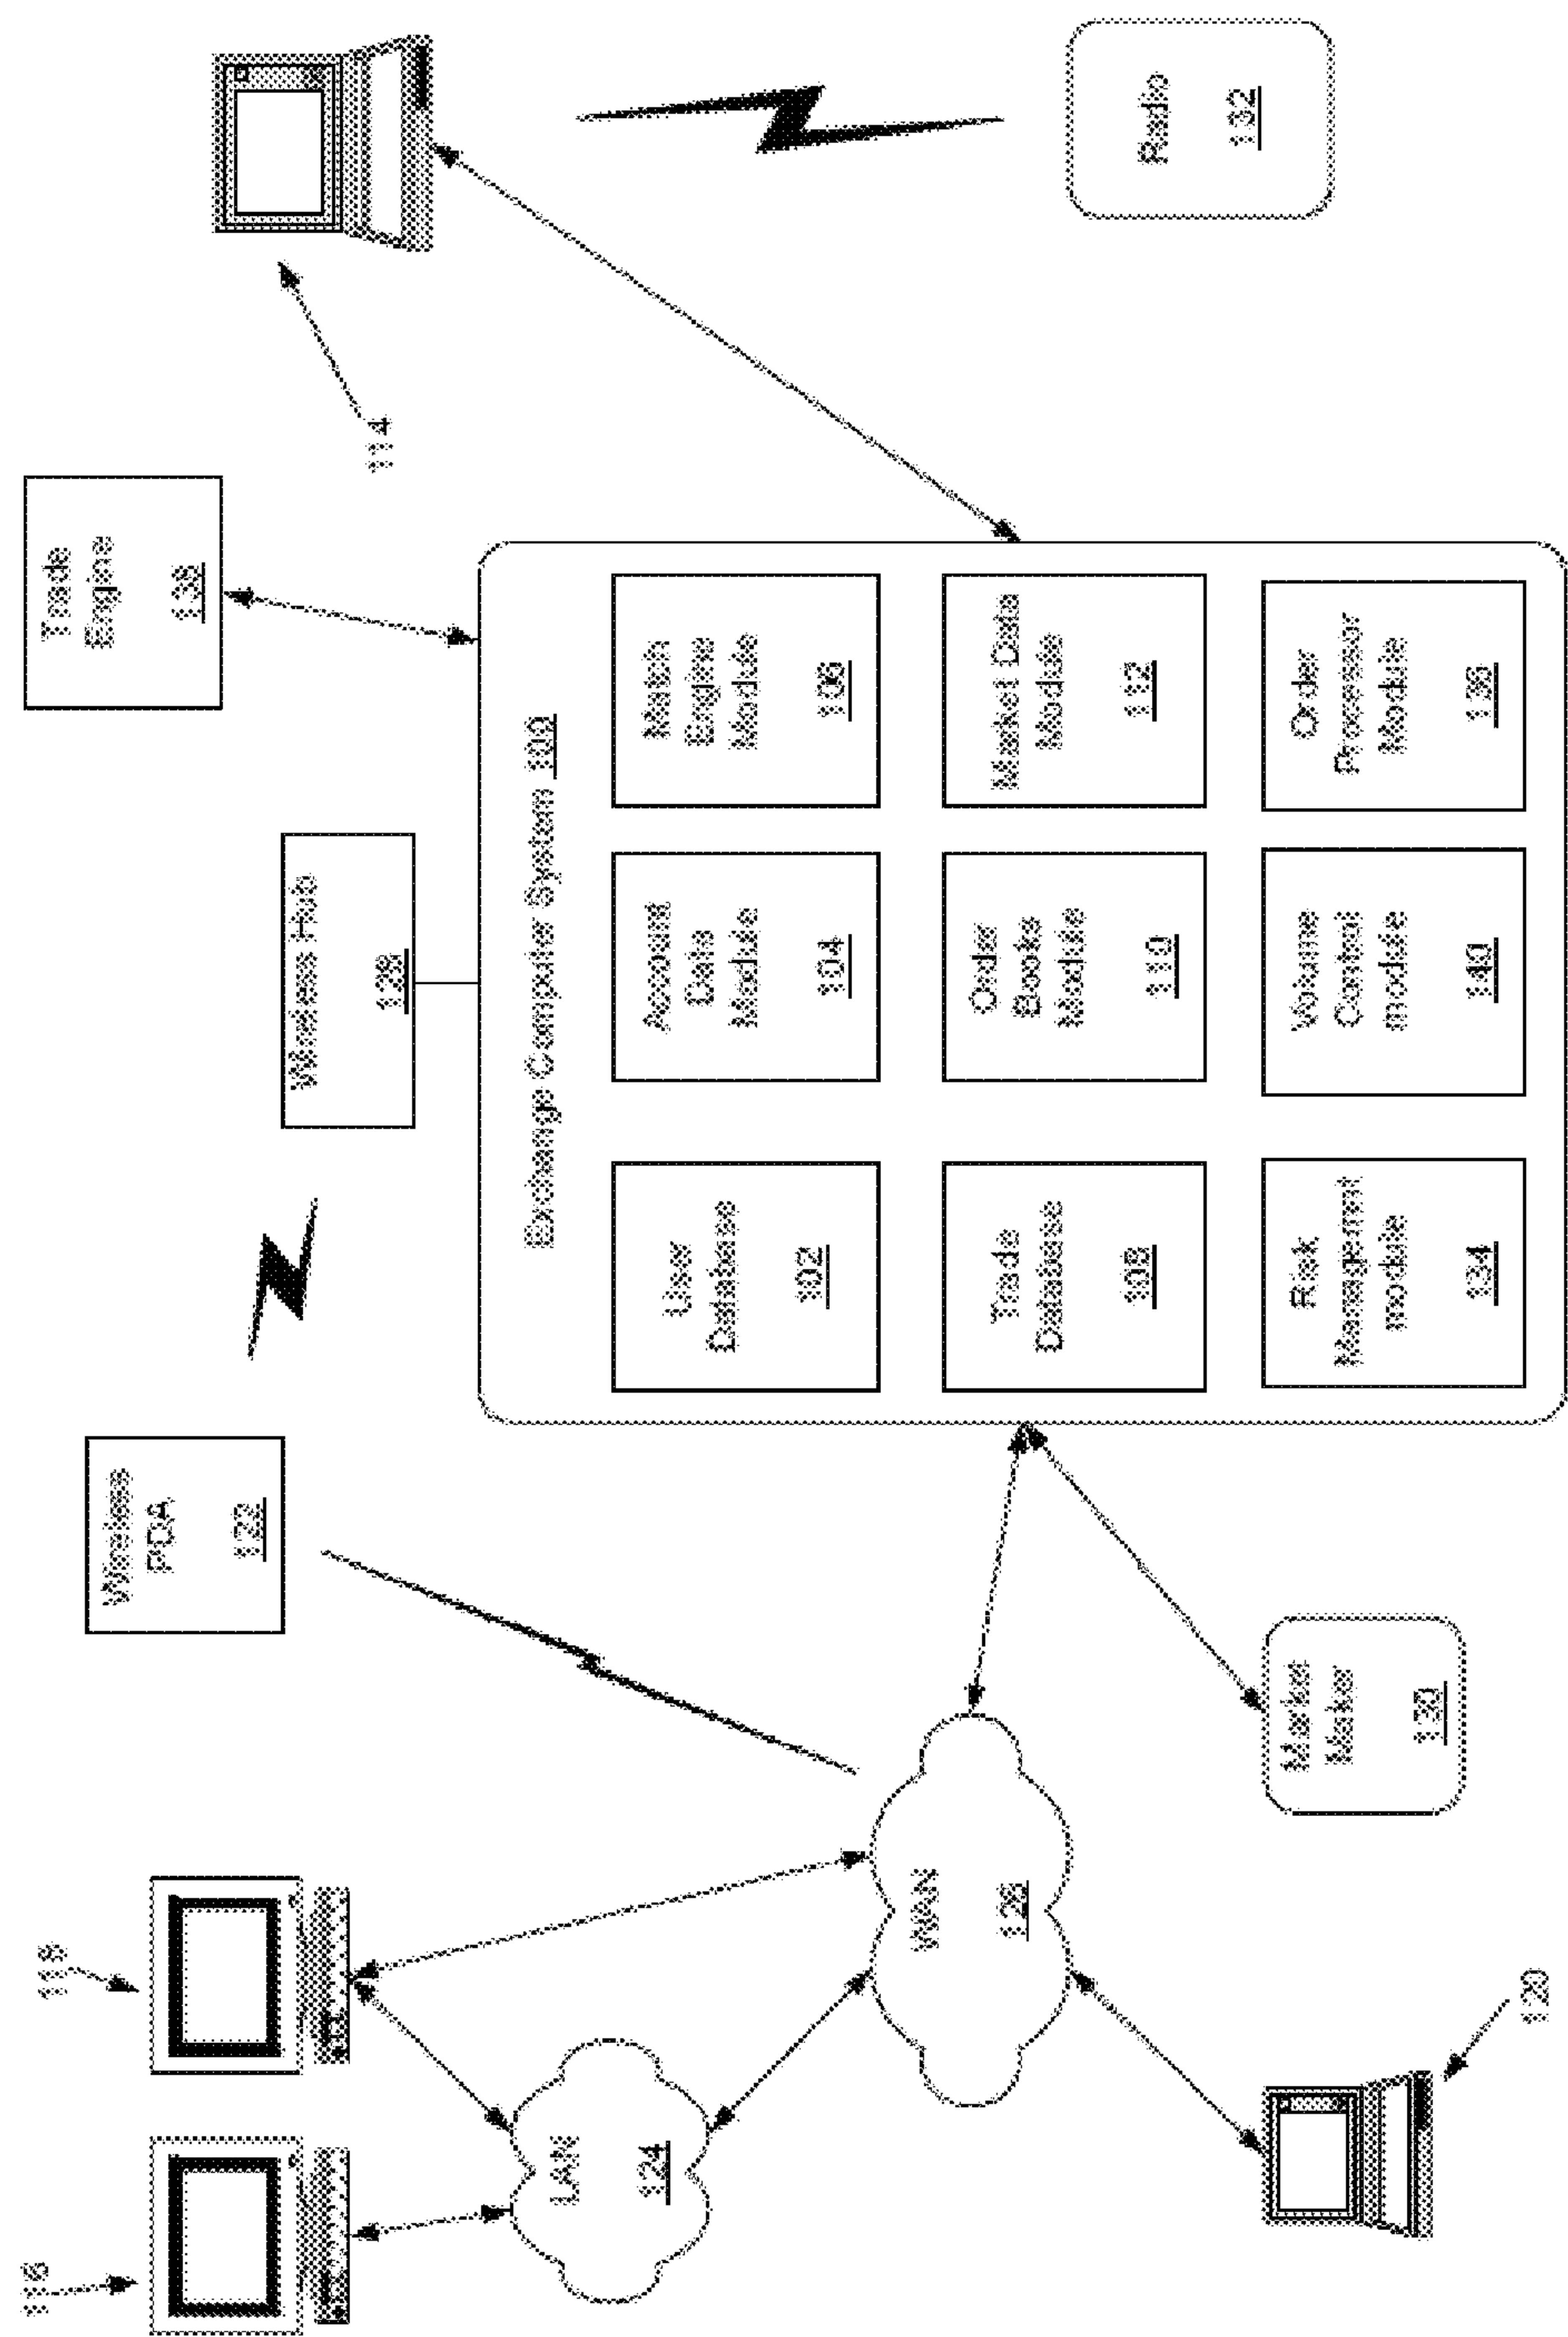 Trade
Engine
138
114
Wireless Hub
128
Wireless
PDA
122
118
116
Exchange Computer System 100
User
Database
102
Account
Data
Module
104
Match
Engine
Module
106
Trade
Database
108
Order
Books
Module
110
Market Data
Module
112
Risk
Management
module
134
Volume
Control
module
140
Order
Processor
Module
136
LAN
124
WAN
126
Market
Maker
130
120
Radio
132